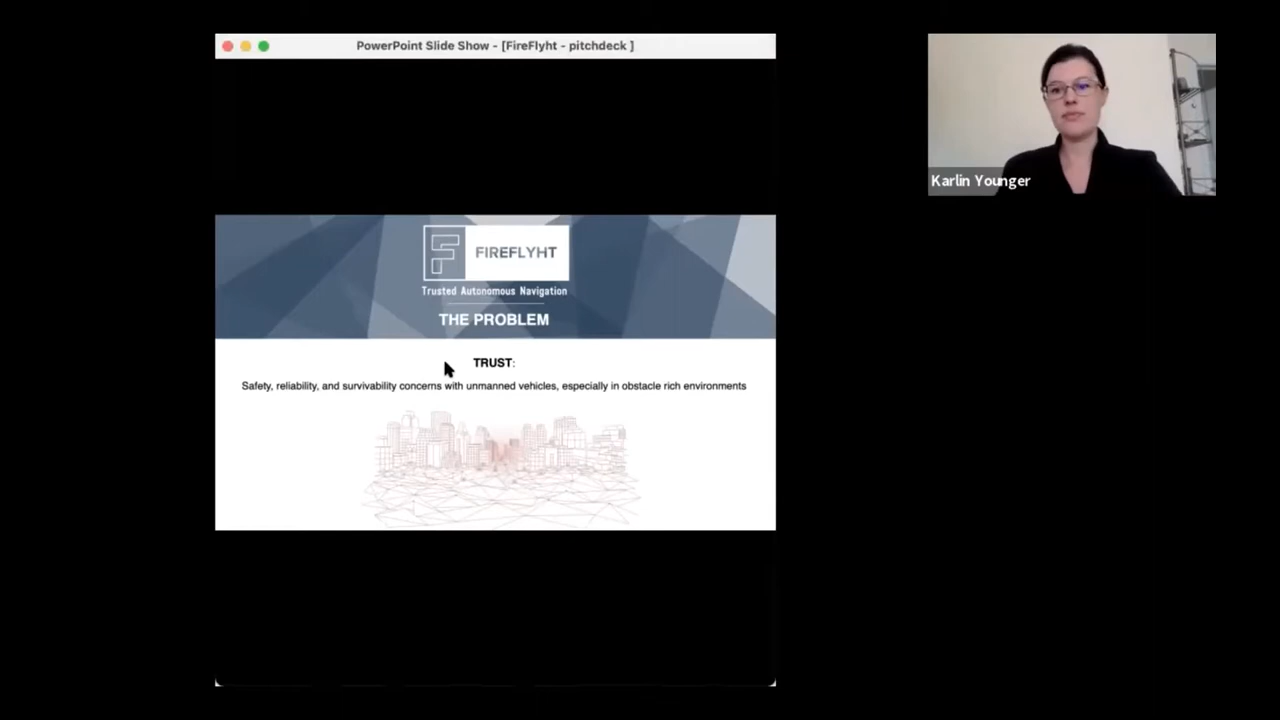 PowerPoint Slide Show - [FireFlyht - pitchdeck ]
F FIREFLYHT
Trusted Autonomous Navigation
THE PROBLEM
TRUST:
Safety, reliability, and survivability concerns with unmanned vehicles, especially in obstacle rich environments
Karlin Younger